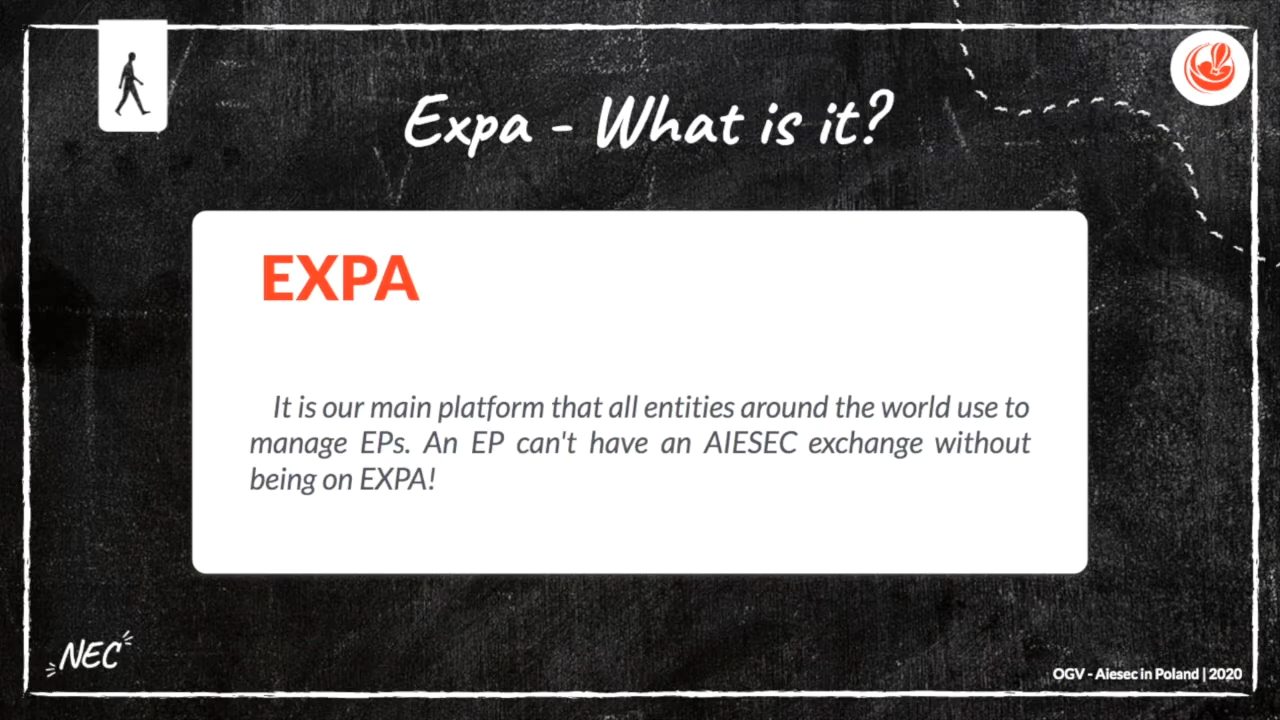 Expa - What is it?
EXPA
It is our main platform that all entities around the world use to
manage EPs. An EP can't have an AIESEC exchange without
being on EXPA!
NEC
OGV - Aiesec in Poland | 2020